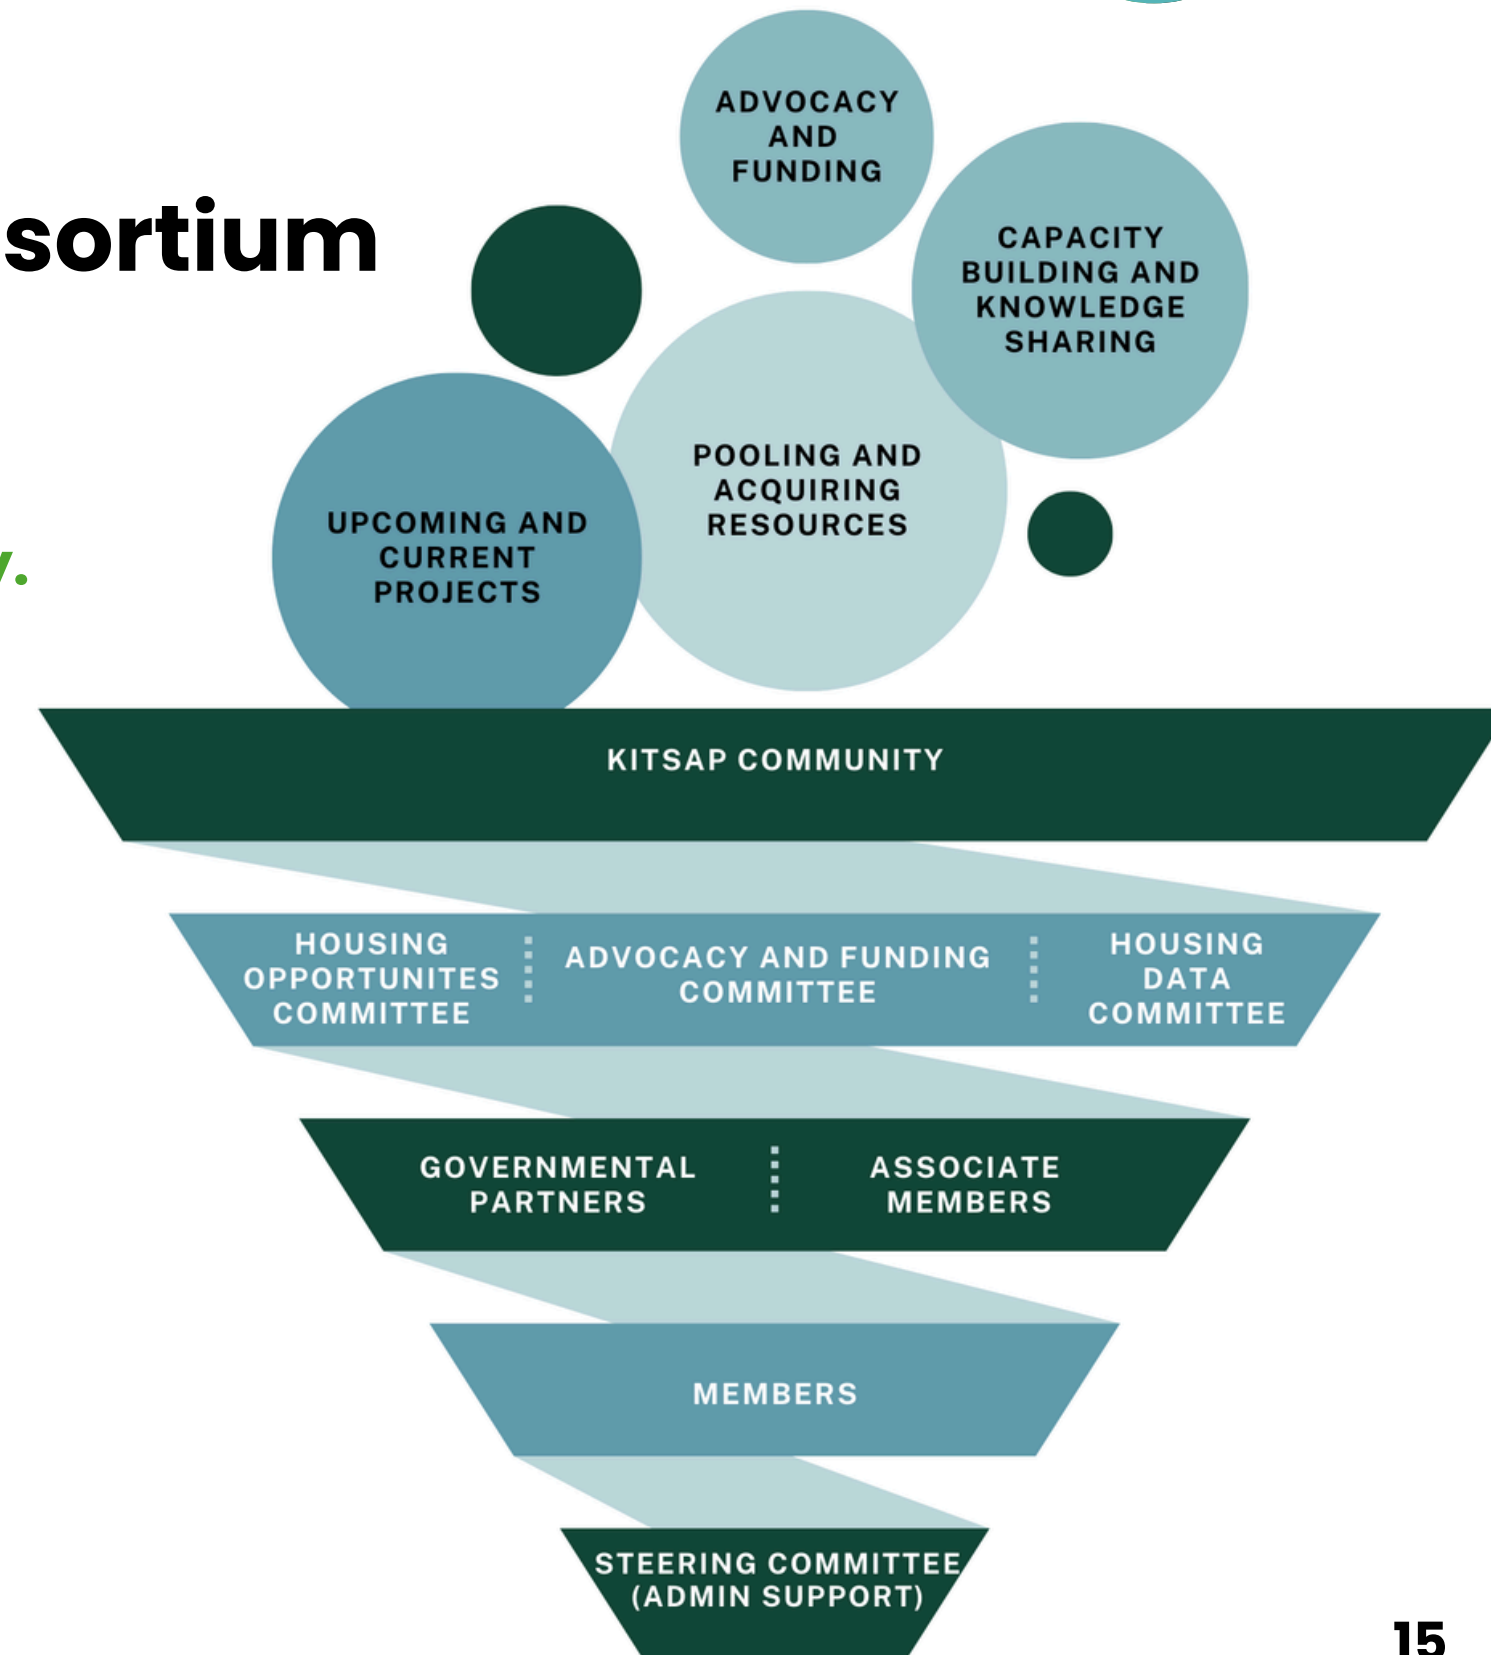 ADVOCACY
AND
FUNDING
CAPACITY
BUILDING AND
KNOWLEDGE
SHARING
sortium
POOLING AND
ACQUIRING
RESOURCES
UPCOMING AND
CURRENT
PROJECTS
y.
KITSAP COMMUNITY
HOUSING
OPPORTUNITES
COMMITTEE
ADVOCACY AND FUNDING
COMMITTEE
HOUSING
DATA
COMMITTEE
GOVERNMENTAL
PARTNERS
ASSOCIATE
MEMBERS
MEMBERS
STEERING COMMITTEE
(ADMIN SUPPORT)
15